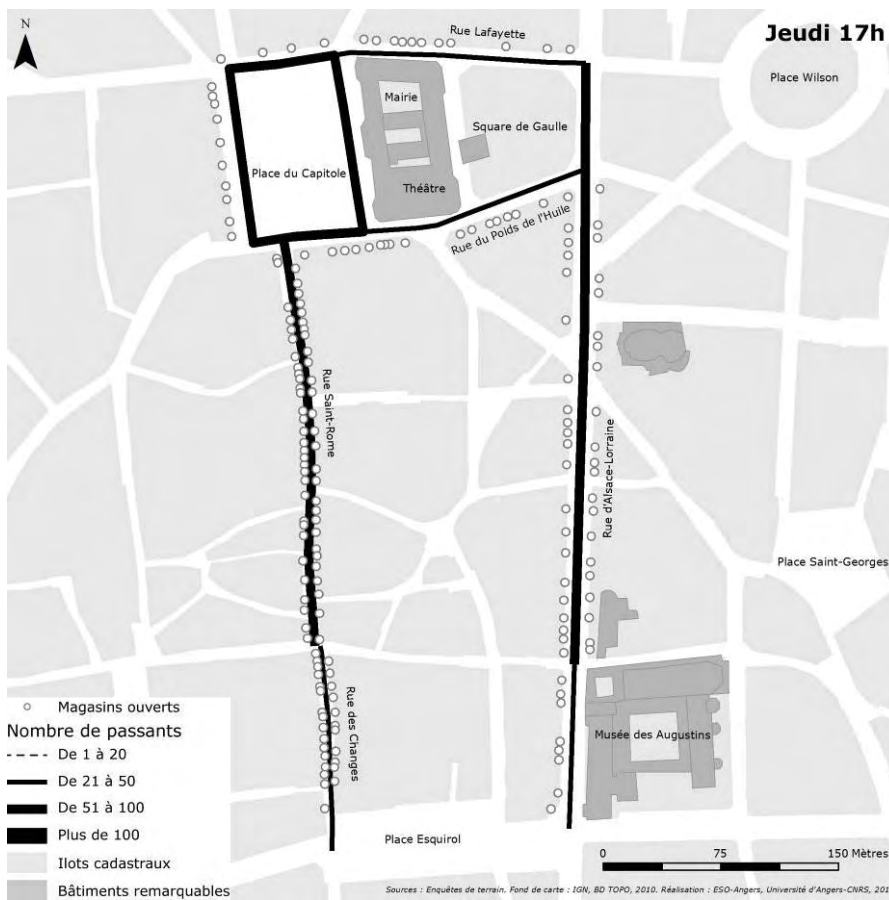 N
Rue Lafayette
Jeudi 17h
Place Wilson
Mairie
Square de Gaulle
Place du Capitole
Théâtre
Rue du Poids de l'Huile
Rue Saint-Rome
Rue d'Alsace-Lorraine
Place Saint-Georges
Rue des Changes
Musée des Augustins
Place Esquirol
Magasins ouverts
Nombre de passants
De 1 à 20
De 21 à 50
De 51 à 100
Plus de 100
Ilots cadastraux
Bâtiments remarquables
0 75 150 Mètres
Sources : Enquêtes de terrain. Fond de carte : IGN, BD TOPO, 2010. Réalisation : ESO-Angers, Université d'Angers-CNRS,